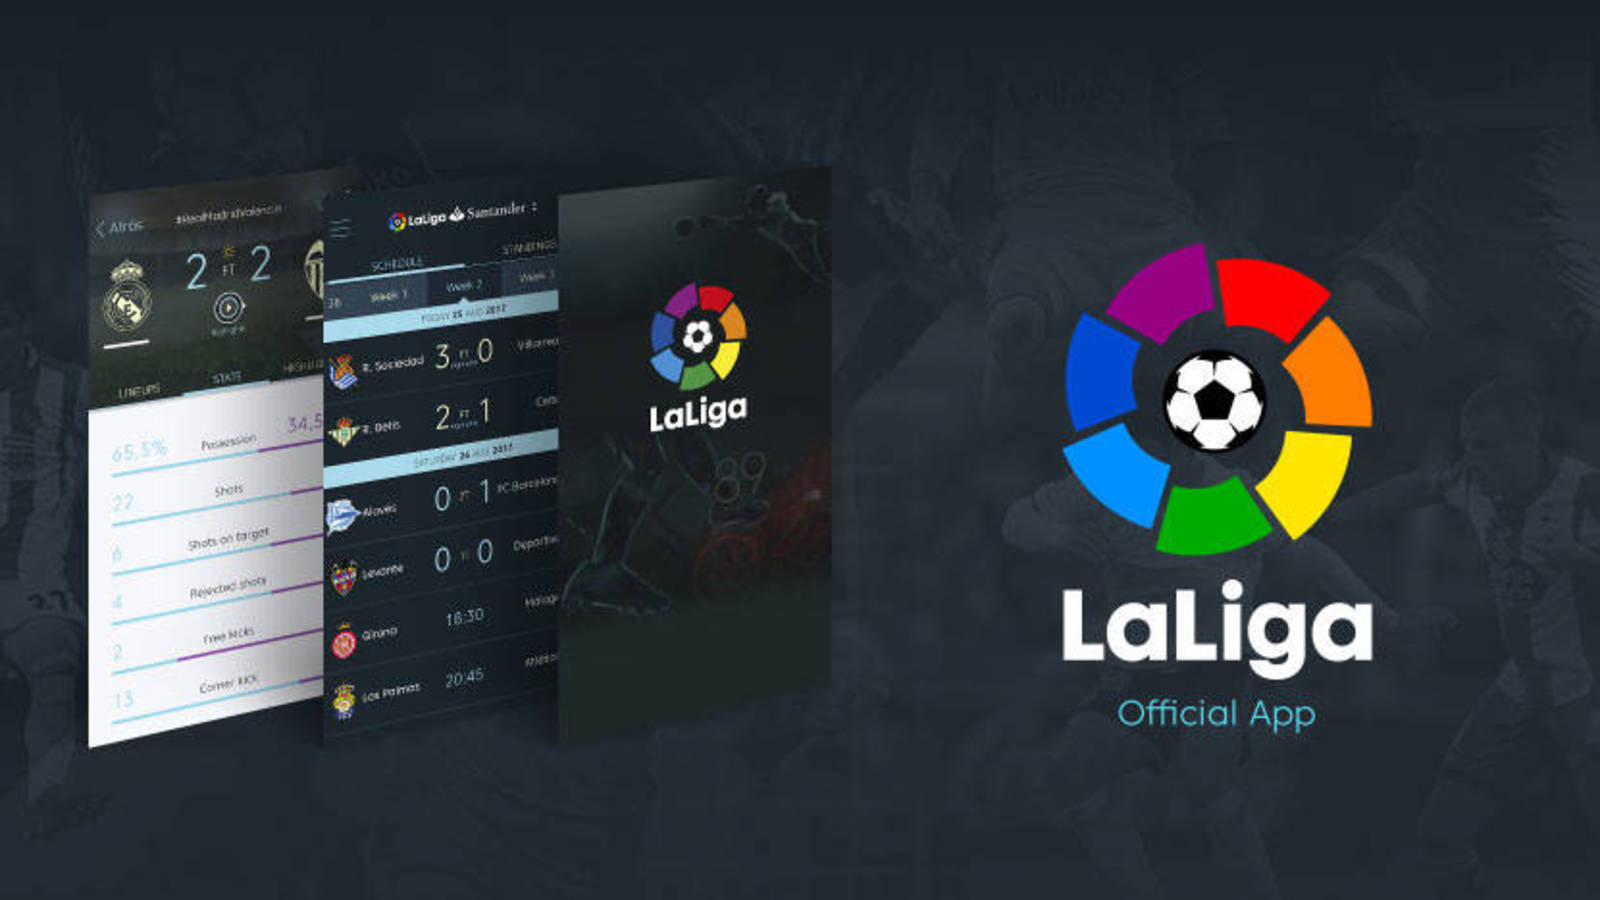 Atrás
#RealMadridValencia
2 FT 2
LINEUPS STATS
65,5% Possession 34,5
22 Shots
6 Shots on target
4 Rejected shots
2 Free kicks
13 Corner kick
LaLiga Santander
SCHEDULE STANDINGS
38 Week 1 Week 2 Week 3
FRIDAY 25 AUG 2017
R. Sociedad 3 FT 0 Villarrea
R. Betis 2 FT 1 Celta
SATURDAY 26 AUG 2017
Alavés 0 FT 1 FC Barcelona
Levante 0 0 Deportivo
Girona 18:30 Málaga
Las Palmas 20:45 Atlético
LaLiga
89
LaLiga
Official App